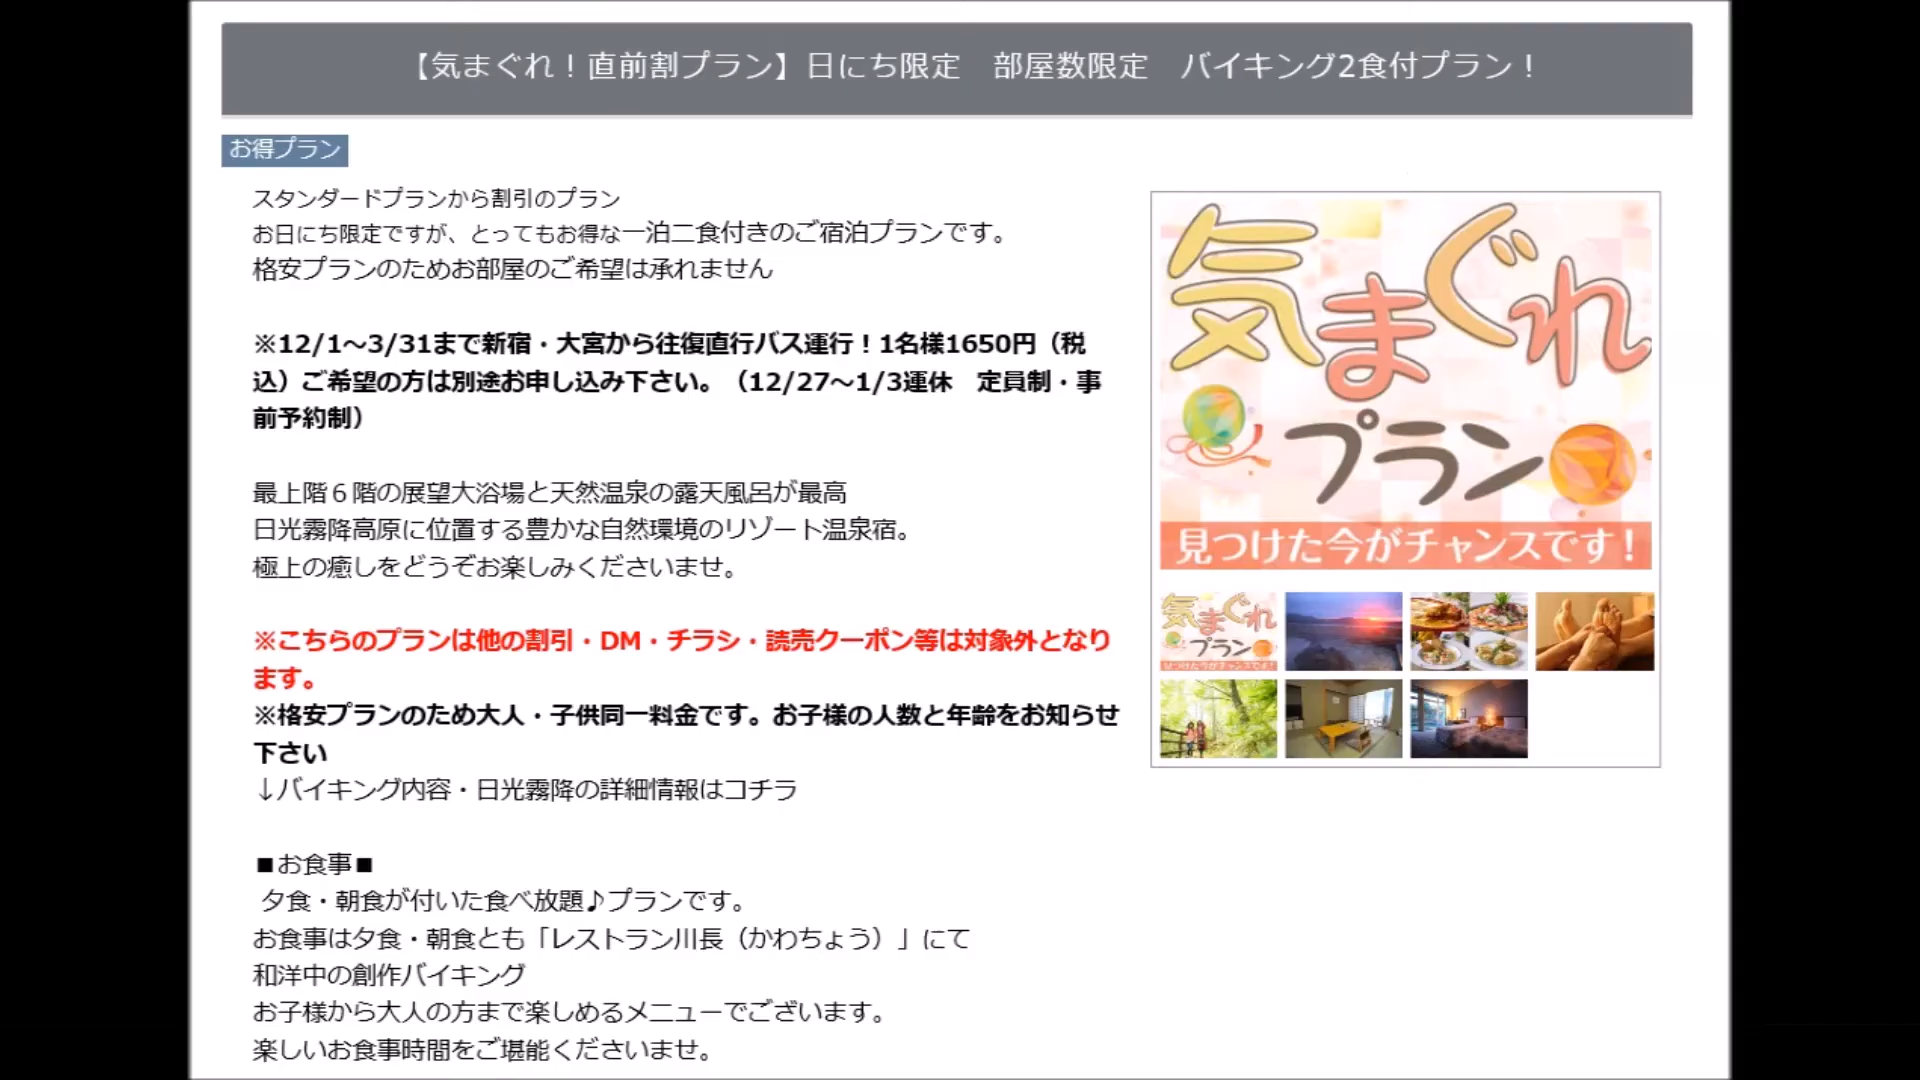 【気まぐれ！直前割プラン】日にち限定　部屋数限定　バイキング2食付プラン！
お得プラン
スタンダードプランから割引のプラン
お日にち限定ですが、とってもお得な一泊二食付きのご宿泊プランです。
格安プランのためお部屋のご希望は承れません
※12/1～3/31まで新宿・大宮から往復直行バス運行！1名様1650円（税
込）ご希望の方は別途お申し込み下さい。（12/27～1/3運休　定員制・事
前予約制）
最上階６階の展望大浴場と天然温泉の露天風呂が最高
日光霧降高原に位置する豊かな自然環境のリゾート温泉宿。
極上の癒しをどうぞお楽しみくださいませ。
※こちらのプランは他の割引・DM・チラシ・読売クーポン等は対象外となり
ます。
※格安プランのため大人・子供同一料金です。お子様の人数と年齢をお知らせ
下さい
↓バイキング内容・日光霧降の詳細情報はコチラ
■お食事■
夕食・朝食が付いた食べ放題♪プランです。
お食事は夕食・朝食とも「レストラン川長（かわちょう）」にて
和洋中の創作バイキング
お子様から大人の方まで楽しめるメニューでございます。
楽しいお食事時間をご堪能くださいませ。
気まぐれ
プラン
見つけた今がチャンスです！
気まぐれ
プラン
見つけた今がチャンスです！